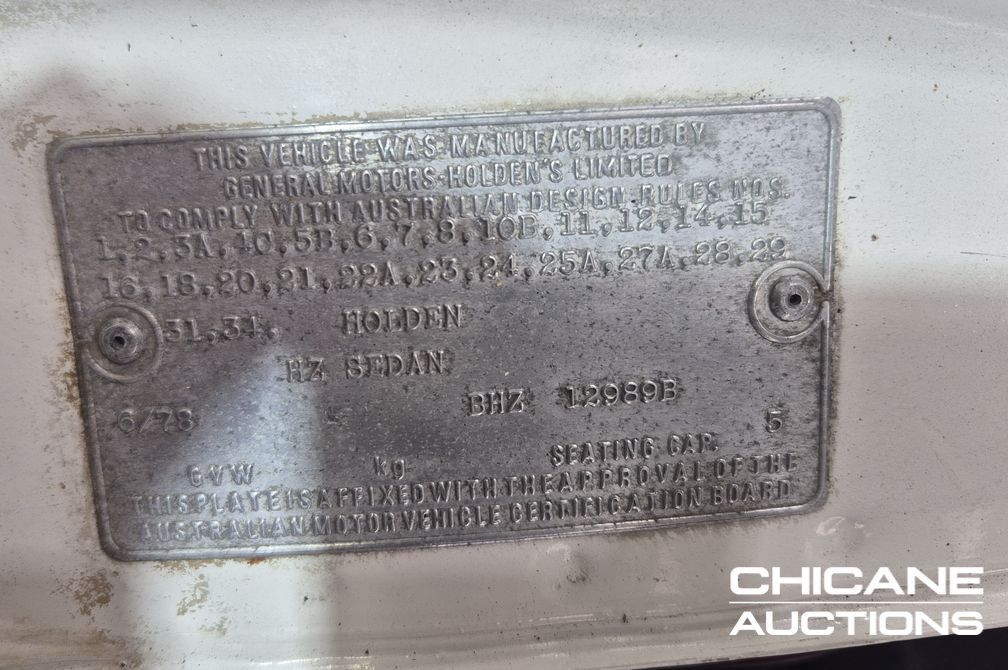 THIS VEHICLE WAS MANUFACTURED BY
GENERAL MOTORS-HOLDEN'S LIMITED
TO COMPLY WITH AUSTRALIAN DESIGN RULES NOS.
1,2,3A,4C,5B,6,7,8,10B,11,12,14,15
16,18,20,21,22A,23,24,25A,27A,28,29
31,34, HOLDEN
HZ SEDAN
6/78 - BHZ 12989B 5
GVW kg SEATING CAP.
THIS PLATE IS AFFIXED WITH THE APPROVAL OF THE
AUSTRALIAN MOTOR VEHICLE CERTIFICATION BOARD
CHICANE
AUCTIONS